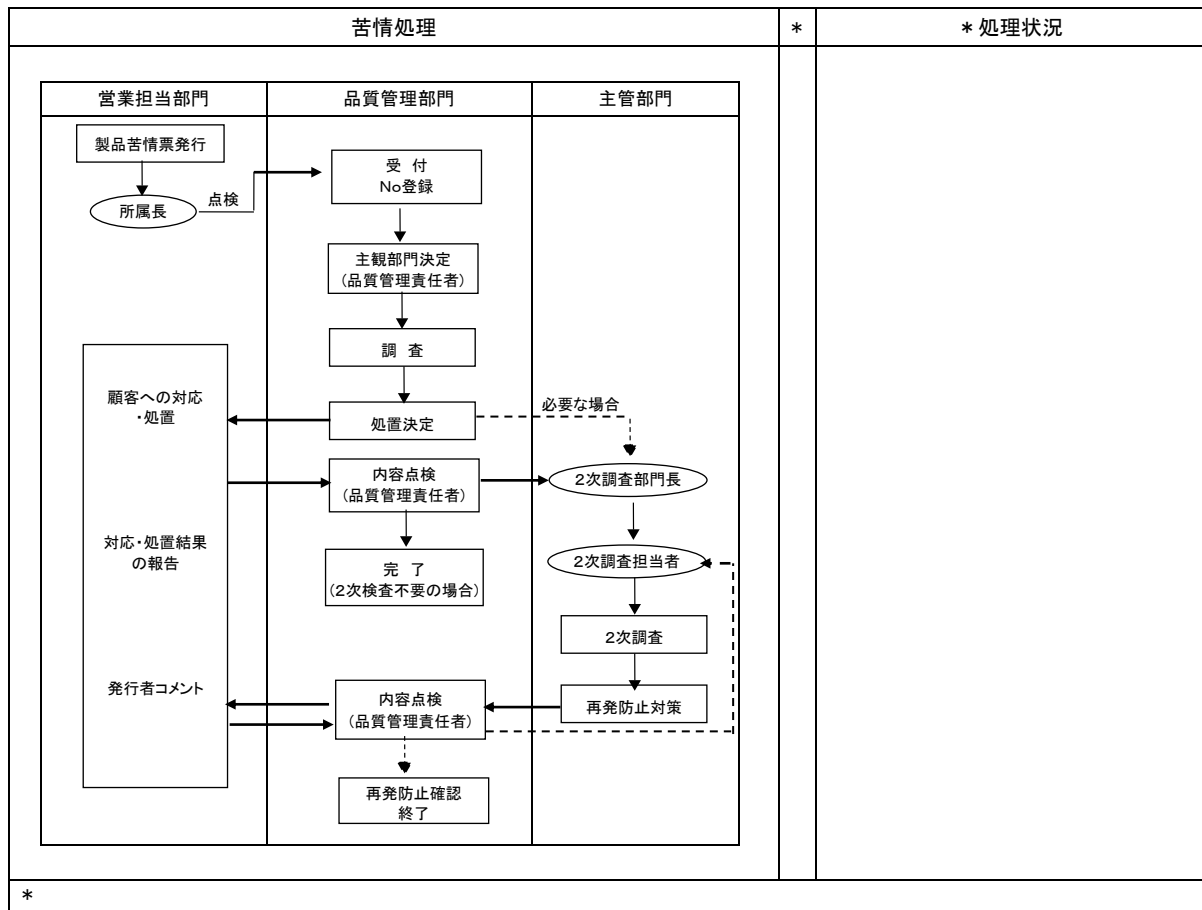 苦情処理
*
*処理状況
営業担当部門
品質管理部門
主管部門
製品苦情票発行
所属長
点検
受 付
No登録
主観部門決定
(品質管理責任者)
調 査
処置決定
必要な場合
顧客への対応
・処置
内容点検
(品質管理責任者)
2次調査部門長
対応・処置結果
の報告
完 了
(2次検査不要の場合)
2次調査担当者
2次調査
発行者コメント
内容点検
(品質管理責任者)
再発防止対策
再発防止確認
終了
*